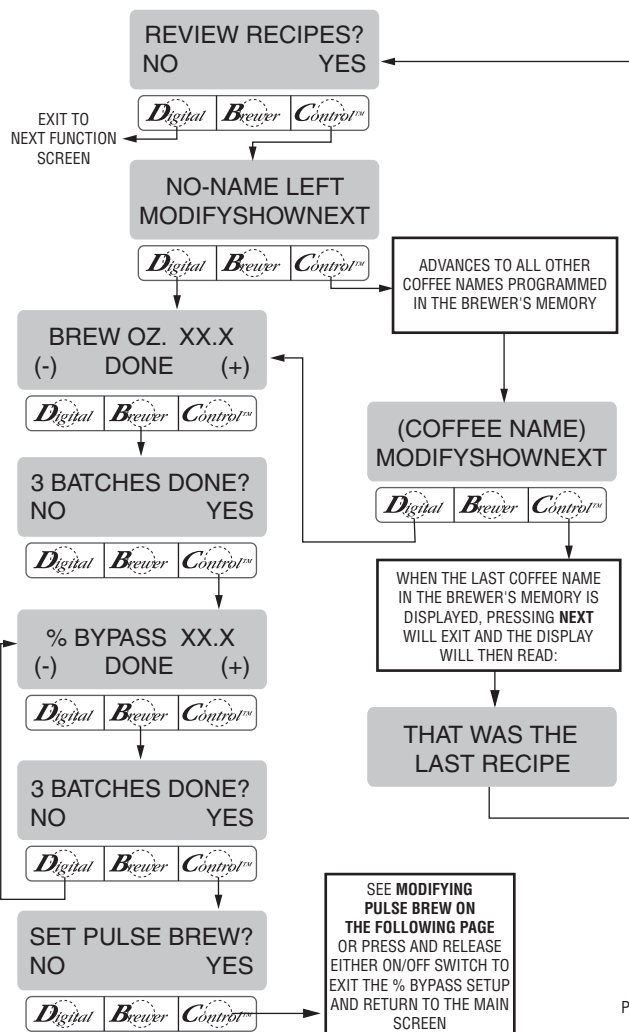 REVIEW RECIPES?
NO YES
Digital Brewer Control™
EXIT TO
NEXT FUNCTION
SCREEN
NO-NAME LEFT
MODIFYSHOWNEXT
Digital Brewer Control™
ADVANCES TO ALL OTHER
COFFEE NAMES PROGRAMMED
IN THE BREWER'S MEMORY
BREW OZ. XX.X
(-) DONE (+)
Digital Brewer Control™
(COFFEE NAME)
MODIFYSHOWNEXT
Digital Brewer Control™
3 BATCHES DONE?
NO YES
Digital Brewer Control™
WHEN THE LAST COFFEE NAME
IN THE BREWER'S MEMORY IS
DISPLAYED, PRESSING NEXT
WILL EXIT AND THE DISPLAY
WILL THEN READ:
% BYPASS XX.X
(-) DONE (+)
Digital Brewer Control™
THAT WAS THE
LAST RECIPE
3 BATCHES DONE?
NO YES
Digital Brewer Control™
SET PULSE BREW?
NO YES
Digital Brewer Control™
SEE MODIFYING
PULSE BREW ON
THE FOLLOWING PAGE
OR PRESS AND RELEASE
EITHER ON/OFF SWITCH TO
EXIT THE % BYPASS SETUP
AND RETURN TO THE MAIN
SCREEN
P